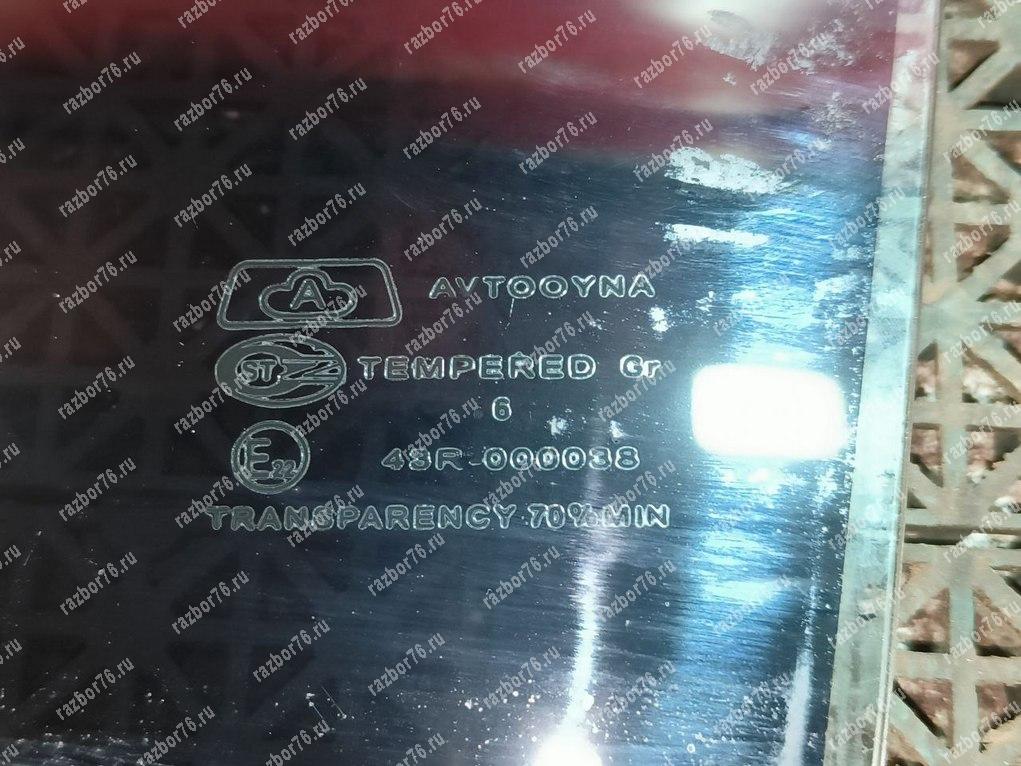 A
AVTOOYNA
ST TEMPERED Gr
6
E22 43R-000038
TRANSPARENCY 70% MIN
razbor76.ru